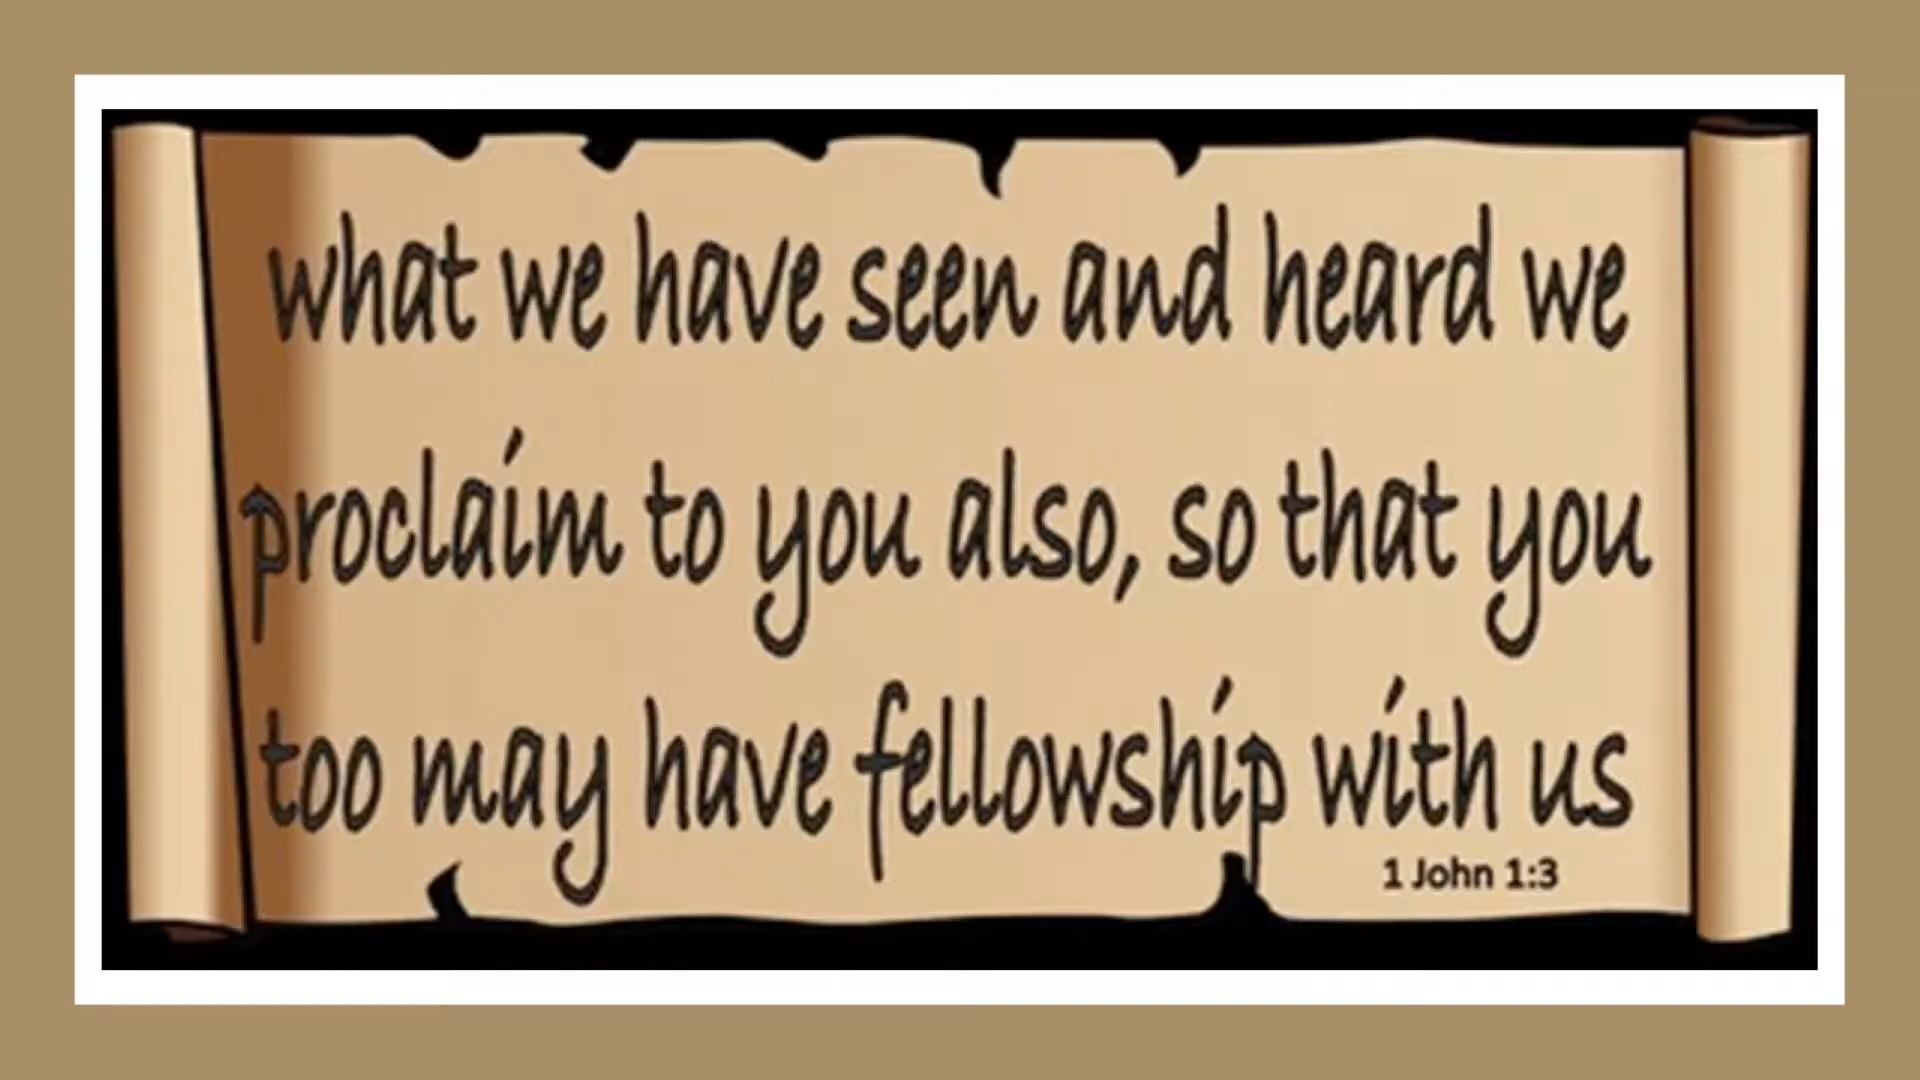 what we have seen and heard we
proclaim to you also, so that you
too may have fellowship with us
1 John 1:3